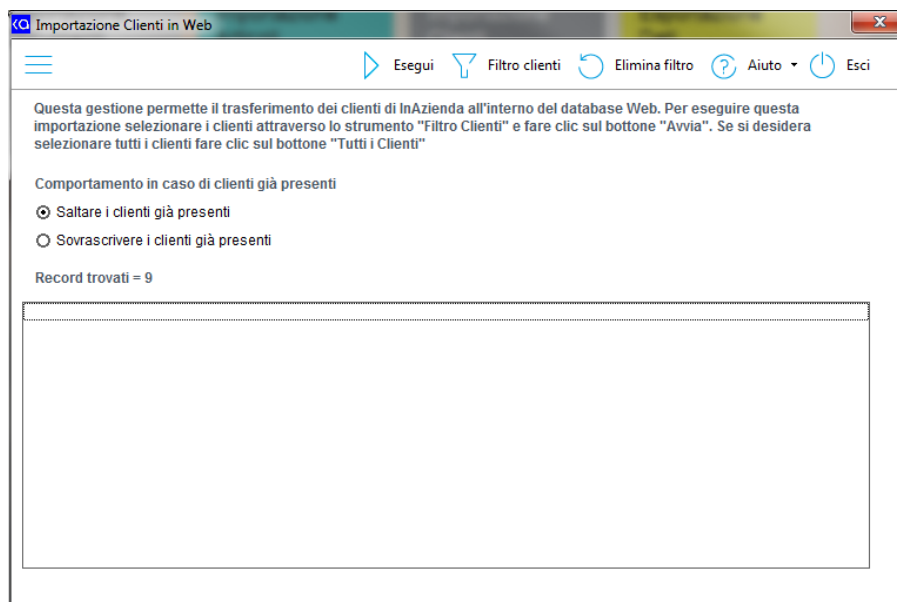 Importazione Clienti in Web
Esegui Filtro clienti Elimina filtro Aiuto Esci
Questa gestione permette il trasferimento dei clienti di InAzienda all'interno del database Web. Per eseguire questa
importazione selezionare i clienti attraverso lo strumento "Filtro Clienti" e fare clic sul bottone "Avvia". Se si desidera
selezionare tutti i clienti fare clic sul bottone "Tutti i Clienti"
Comportamento in caso di clienti già presenti
Saltare i clienti già presenti
Sovrascrivere i clienti già presenti
Record trovati = 9